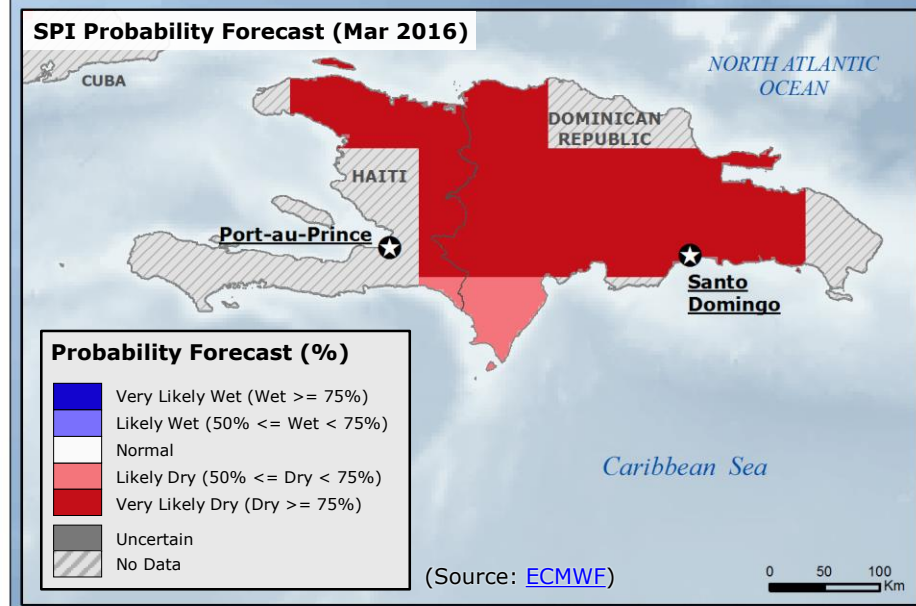 SPI Probability Forecast (Mar 2016)
CUBA
NORTH ATLANTIC
OCEAN
DOMINICAN
REPUBLIC
HAITI
Port-au-Prince
Santo
Domingo
Probability Forecast (%)
Very Likely Wet (Wet >= 75%)
Likely Wet (50% <= Wet < 75%)
Normal
Likely Dry (50% <= Dry < 75%)
Very Likely Dry (Dry >= 75%)
Uncertain
No Data
Caribbean Sea
(Source: ECMWF)
0 50 100
Km